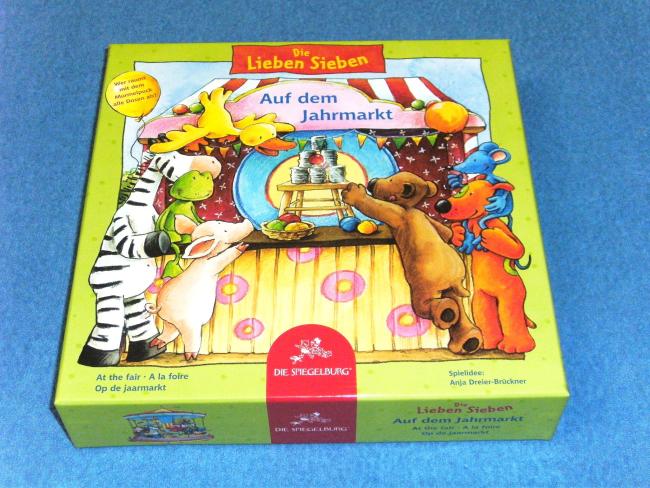 Die
Lieben Sieben
Wer räumt
mit dem
Murmelpuck
alle Dosen ab?
Auf dem
Jahrmarkt
At the fair · A la foire
Op de jaarmarkt
DIE SPIEGELBURG®
Spielidee:
Anja Dreier-Brückner
DIE SPIEGELBURG®
Die
Lieben Sieben
Auf dem Jahrmarkt
At the fair · A la foire
Op de jaarmarkt